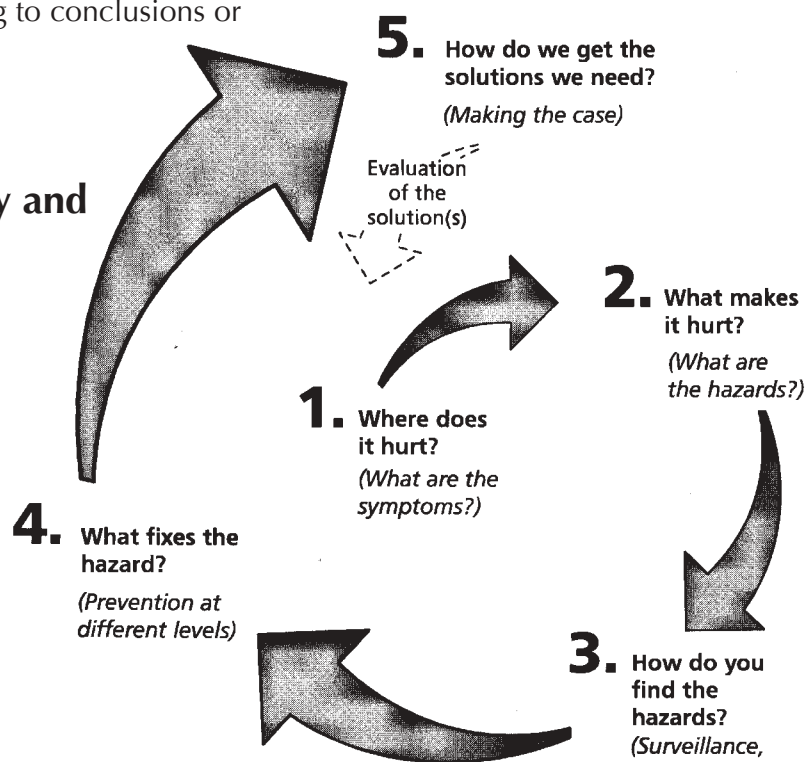 g to conclusions or
y and
5. How do we get the
solutions we need?
(Making the case)
Evaluation
of the
solution(s)
2. What makes
it hurt?
(What are
the hazards?)
1. Where does
it hurt?
(What are the
symptoms?)
4. What fixes the
hazard?
(Prevention at
different levels)
3. How do you
find the
hazards?
(Surveillance,